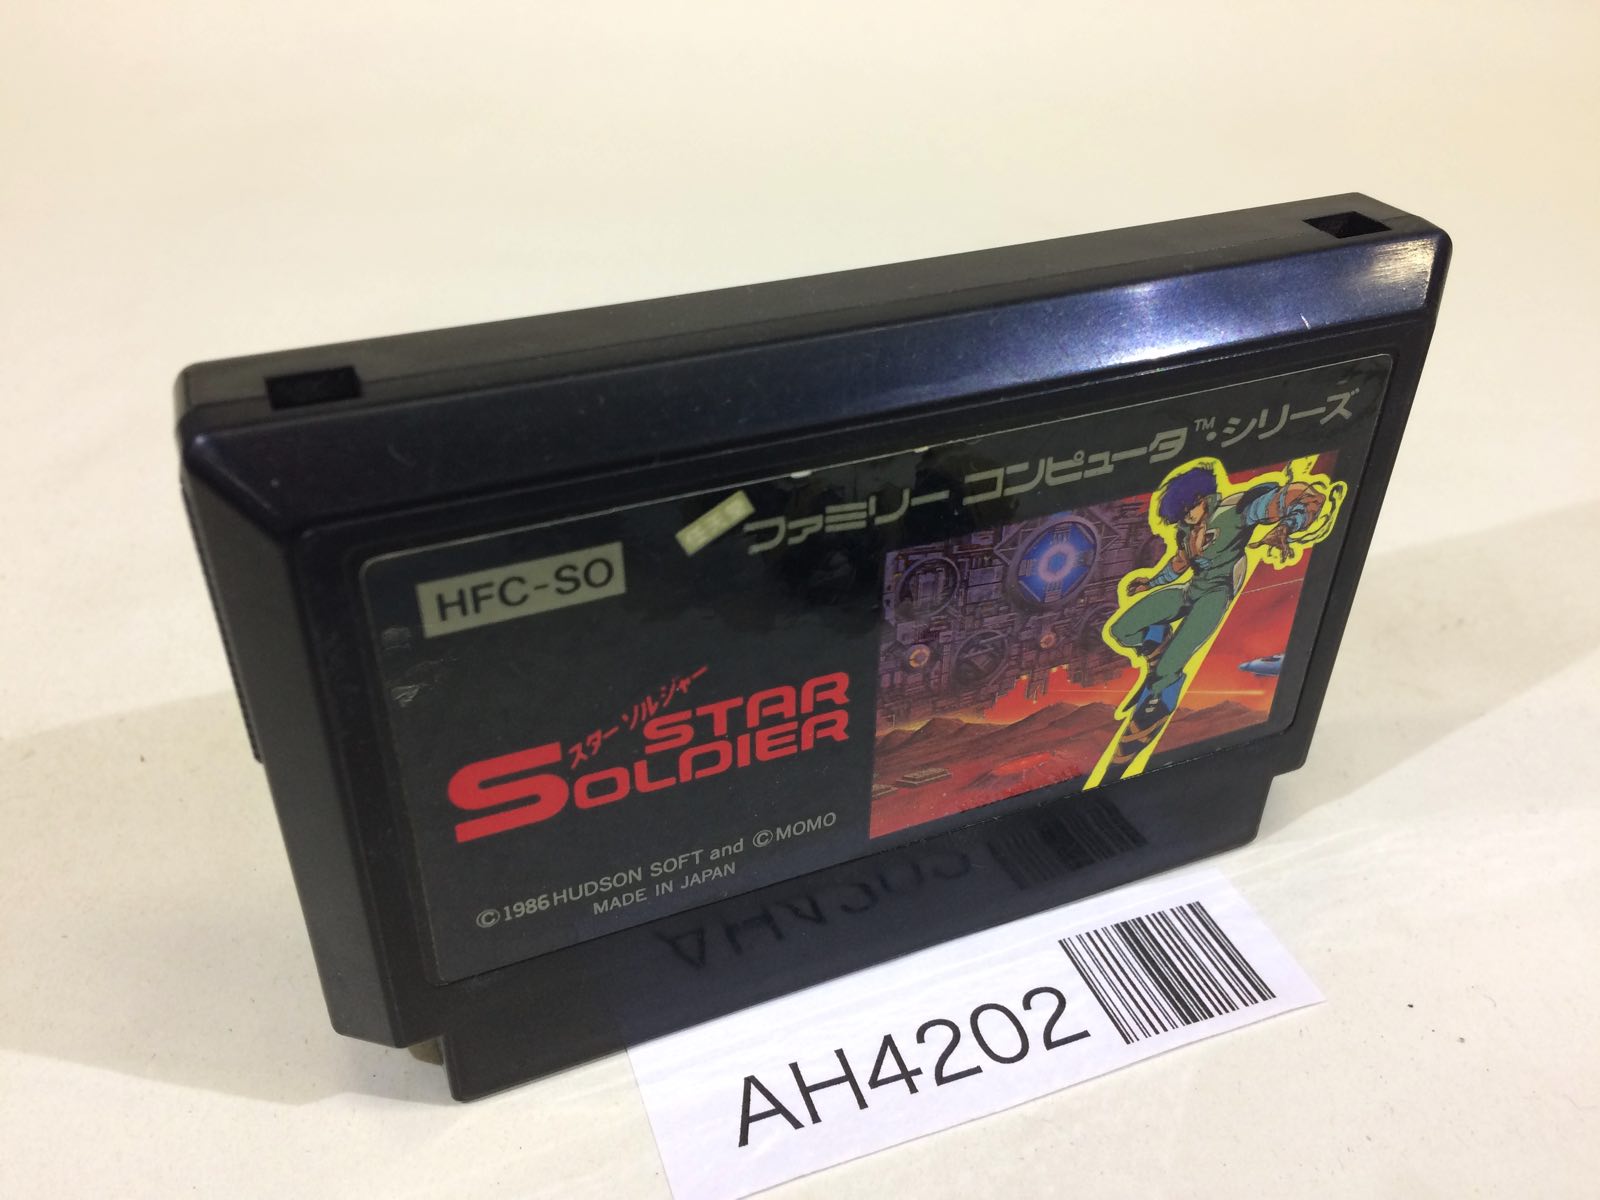 ファミリー コンピュータ™・シリーズ
HFC-SO
スター ソルジャー
STAR
SOLDIER
©1986 HUDSON SOFT and ©MOMO
MADE IN JAPAN
AH4202